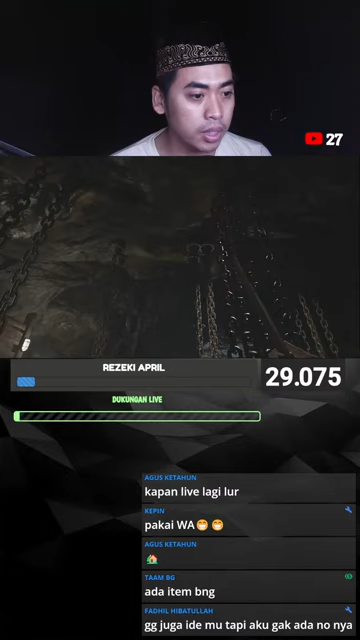 27
REZEKI APRIL
29.075
DUKUNGAN LIVE
AGUS KETAHUN
kapan live lagi lur
KEPIN
pakai WA😁😁
AGUS KETAHUN
🏠
TAAM BG
ada item bng
FADHIL HIBATULLAH
gg juga ide mu tapi aku gak ada no nya